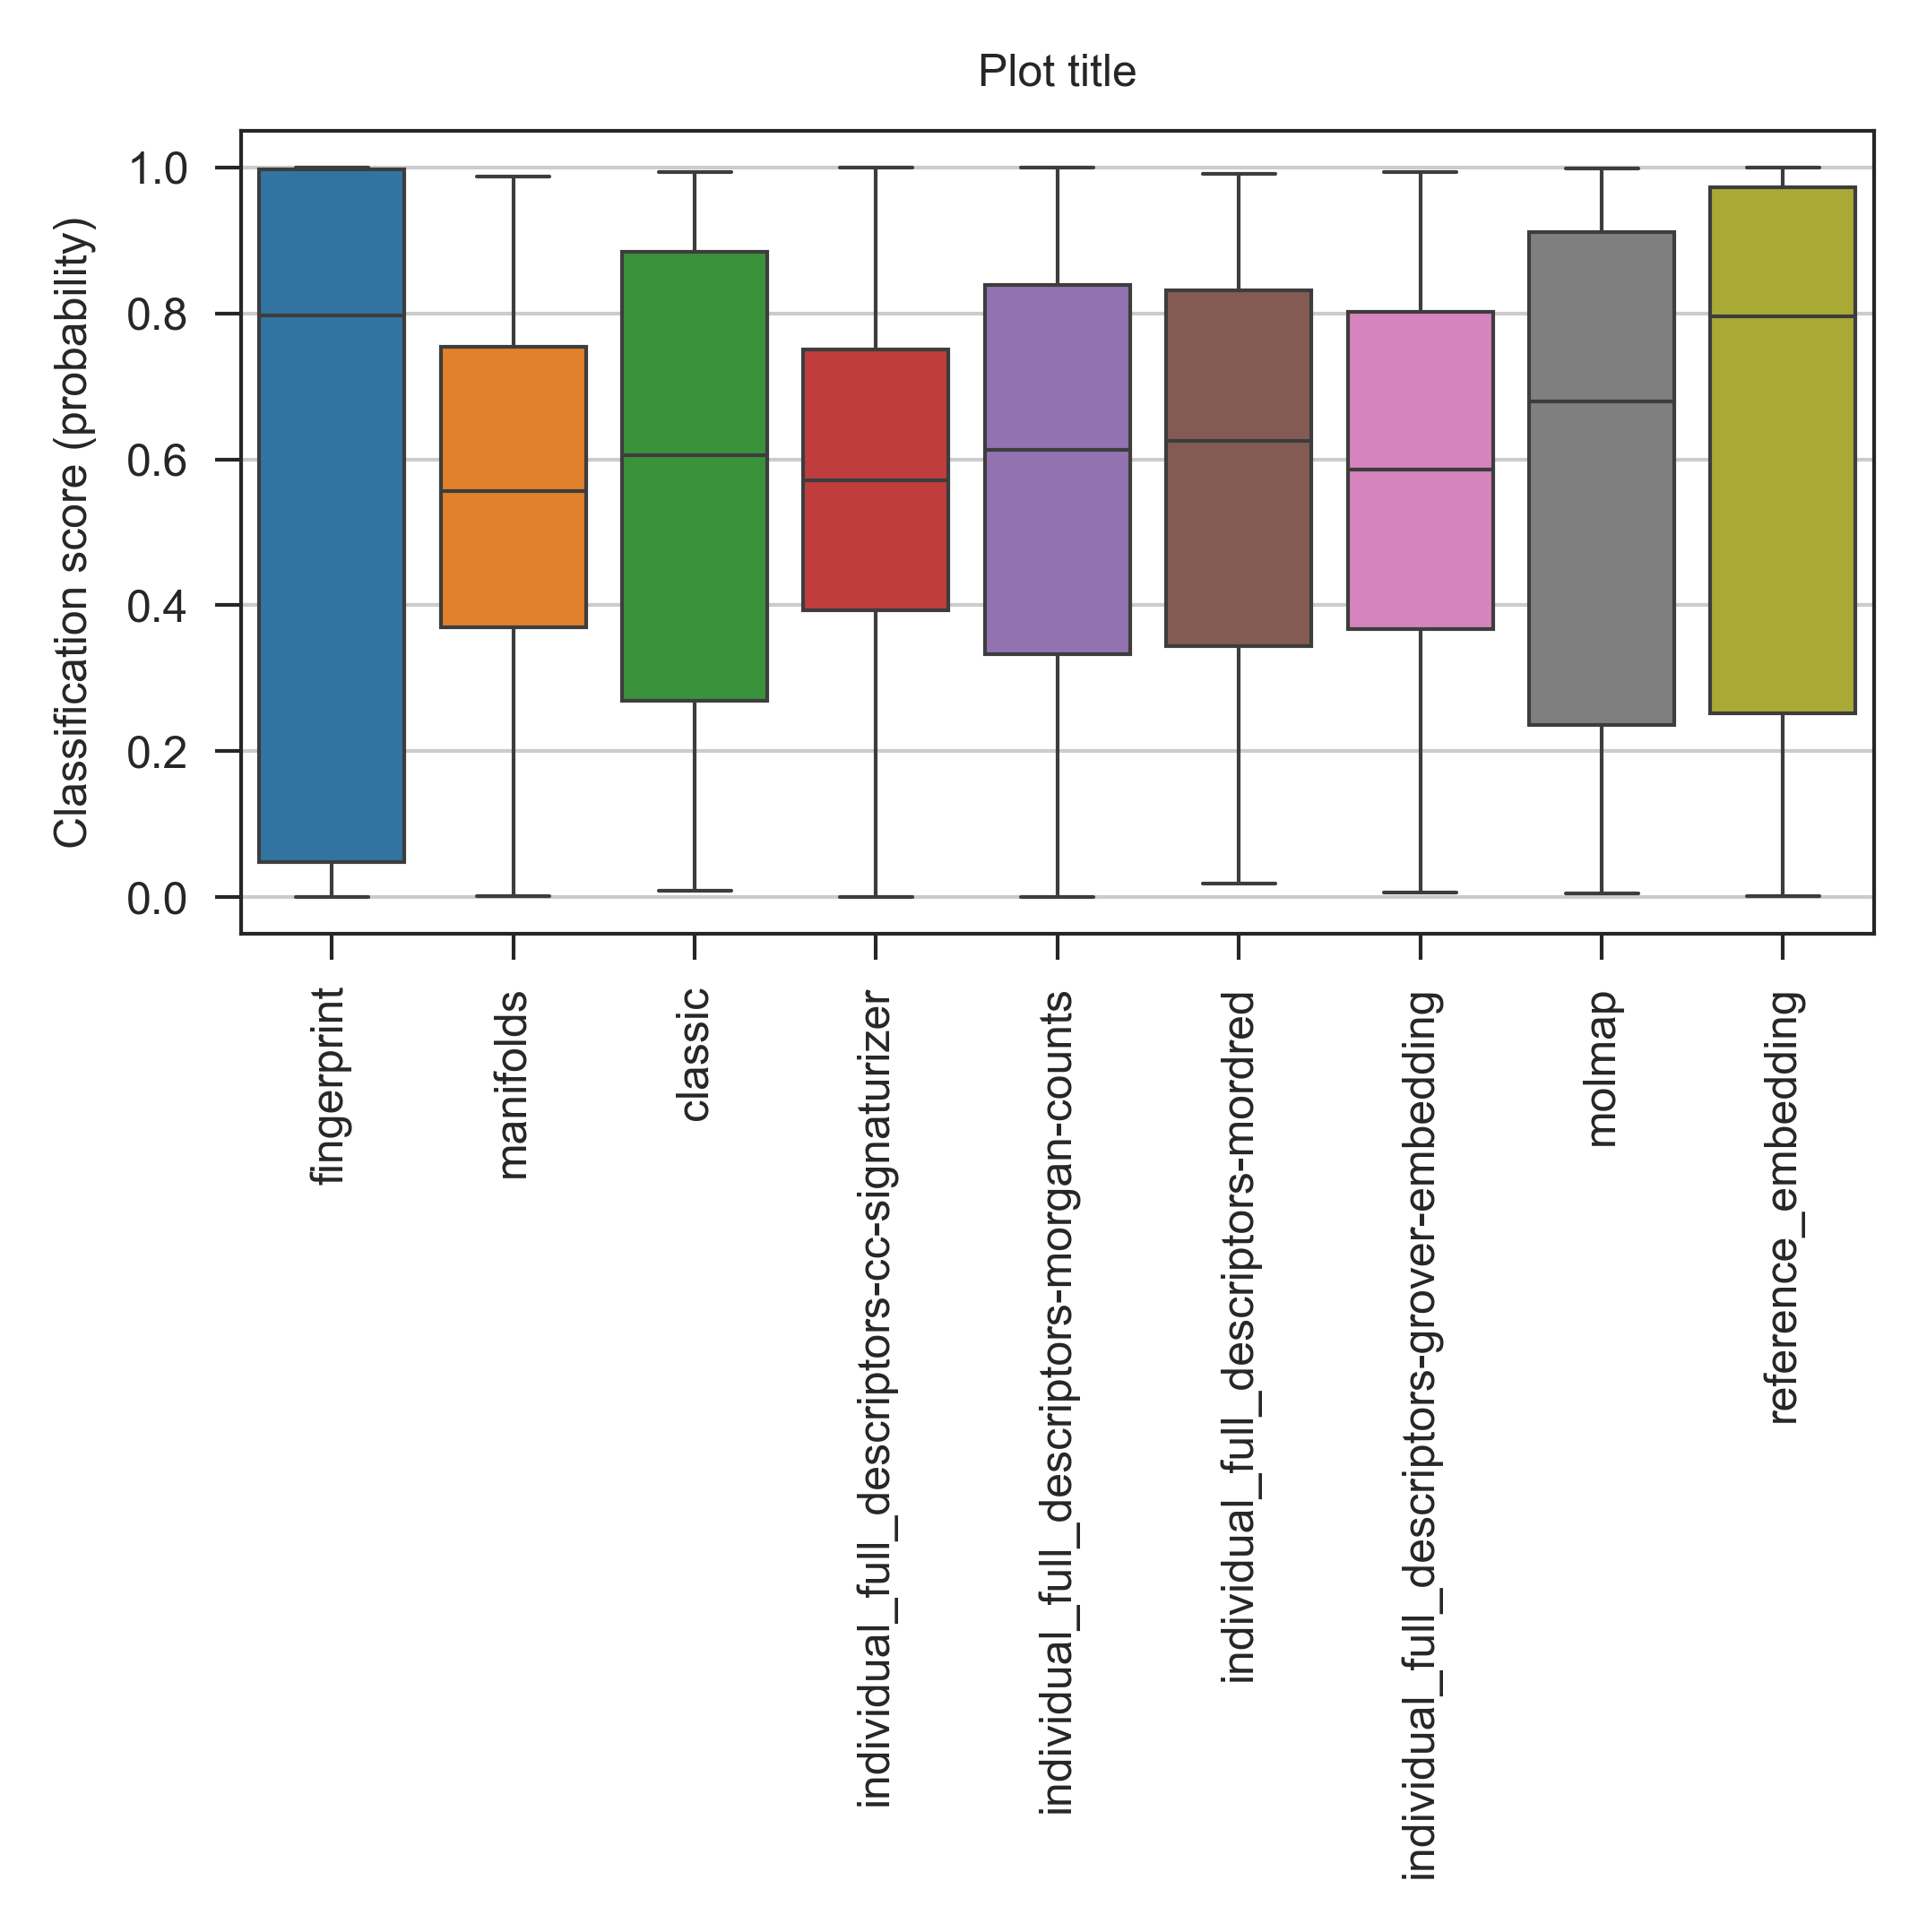 Plot title
Classification score (probability)
1.0
0.8
0.6
0.4
0.2
0.0
fingerprint
manifolds
classic
individual_full_descriptors-cc-signaturizer
individual_full_descriptors-morgan-counts
individual_full_descriptors-mordred
individual_full_descriptors-grover-embedding
molmap
reference_embedding